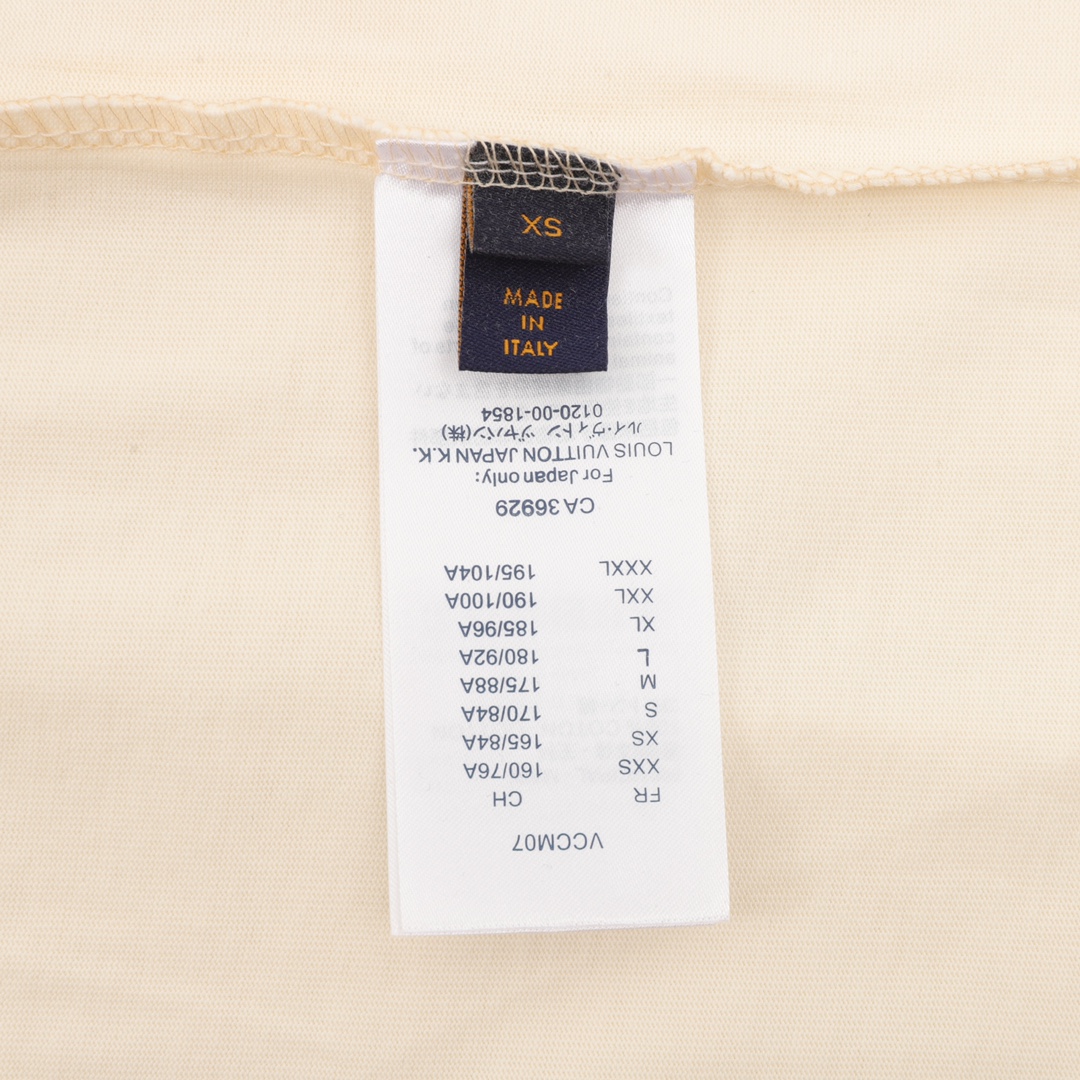 XS
MADE
IN
ITALY
VCCM07
FR CH
XXS 160/76A
XS 165/84A
S 170/84A
M 175/88A
L 180/92A
XL 185/96A
XXL 190/100A
XXXL 195/104A
CA 36929
For Japan only:
LOUIS VUITTON JAPAN K.K.
ルイ・ヴィトン ジャパン(株)
0120-00-1854